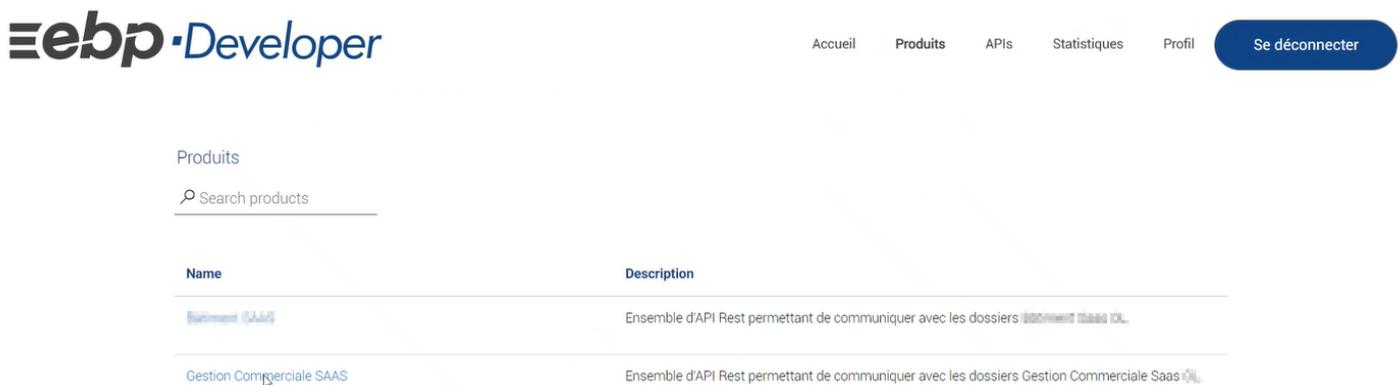 ebp Developer
Accueil Produits APIs Statistiques Profil Se déconnecter
Produits
Search products
Name Description
Ensemble d'API Rest permettant de communiquer avec les dossiers
Gestion Commerciale SAAS Ensemble d'API Rest permettant de communiquer avec les dossiers Gestion Commerciale Saas